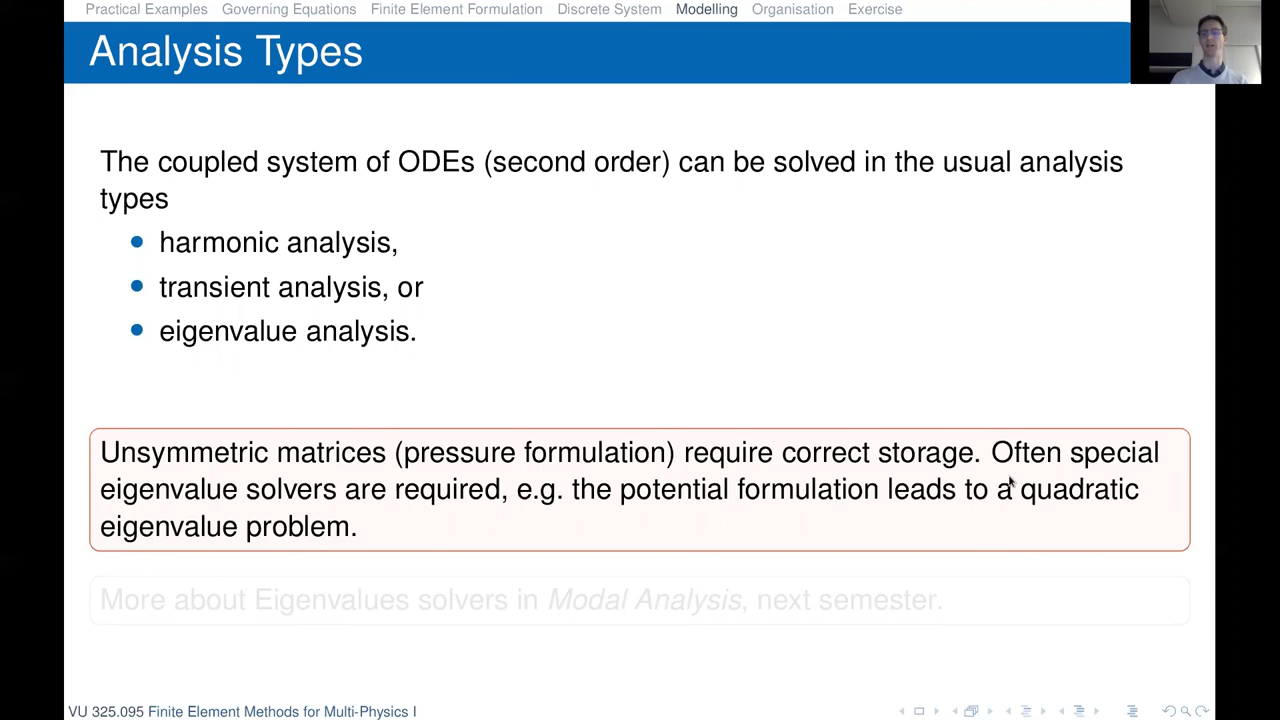 Practical Examples Governing Equations Finite Element Formulation Discrete System Modelling Organisation Exercise
Analysis Types
The coupled system of ODEs (second order) can be solved in the usual analysis
types
harmonic analysis,
transient analysis, or
eigenvalue analysis.
Unsymmetric matrices (pressure formulation) require correct storage. Often special
eigenvalue solvers are required, e.g. the potential formulation leads to a quadratic
eigenvalue problem.
More about Eigenvalues solvers in Modal Analysis, next semester.
VU 325.095 Finite Element Methods for Multi-Physics I